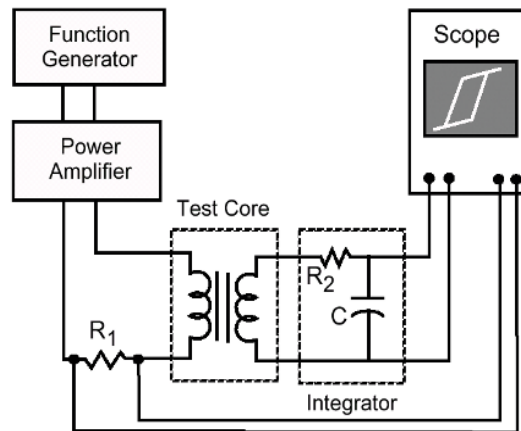 Function
Generator
Power
Amplifier
Scope
Test Core
R1
R2
C
Integrator